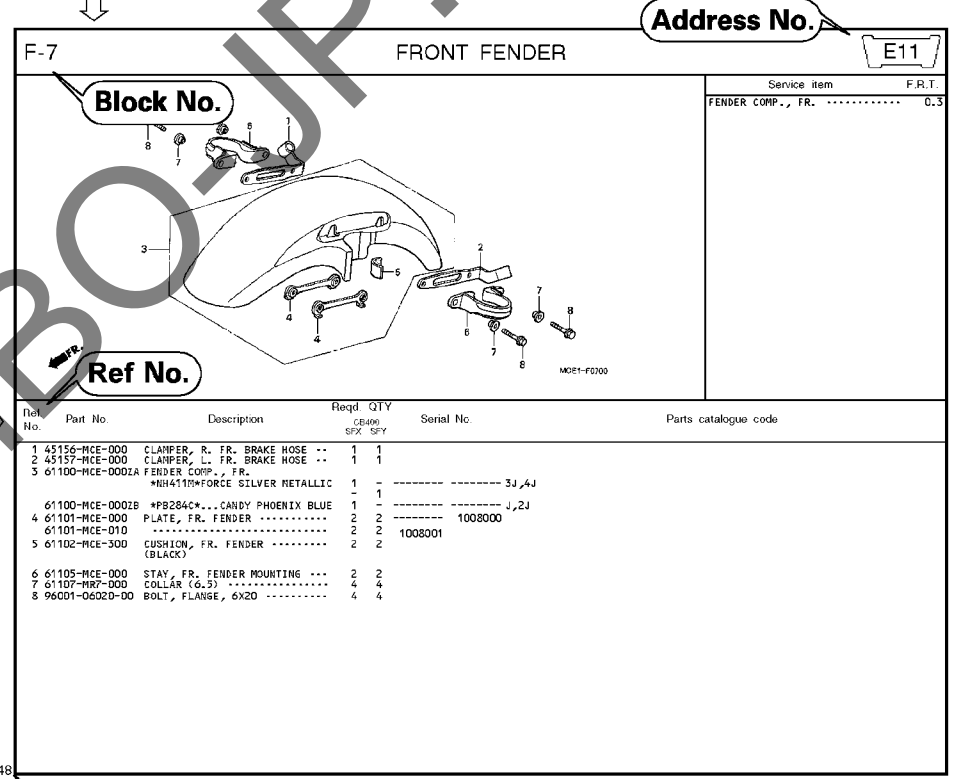 Address No.
F-7 FRONT FENDER E11
Block No.
Service item F.R.T.
FENDER COMP., FR. ············ 0.3
8 7 6 1
3
2
5
4
4
7
8
6
7
8
FR.
MCE1-F0700
Ref No.
Ref. No. Part No. Description Reqd. QTY CB400 SFX SFY Serial No. Parts catalogue code
1 45156-MCE-000 CLAMPER, R. FR. BRAKE HOSE ·· 1 1
2 45157-MCE-000 CLAMPER, L. FR. BRAKE HOSE ·· 1 1
3 61100-MCE-000ZA FENDER COMP., FR.
*NH411M*FORCE SILVER METALLIC 1 - -------- -------- 3J,4J
- 1
61100-MCE-000ZB *PB284C*...CANDY PHOENIX BLUE 1 - -------- -------- J,2J
4 61101-MCE-000 PLATE, FR. FENDER ··········· 2 2 -------- 1008000
61101-MCE-010 ··························· 2 2 1008001
5 61102-MCE-300 CUSHION, FR. FENDER ········· 2 2
(BLACK)
6 61105-MCE-000 STAY, FR. FENDER MOUNTING ··· 2 2
7 61107-MR7-000 COLLAR (6.5) ················ 4 4
8 96001-06020-00 BOLT, FLANGE, 6X20 ·········· 4 4
48